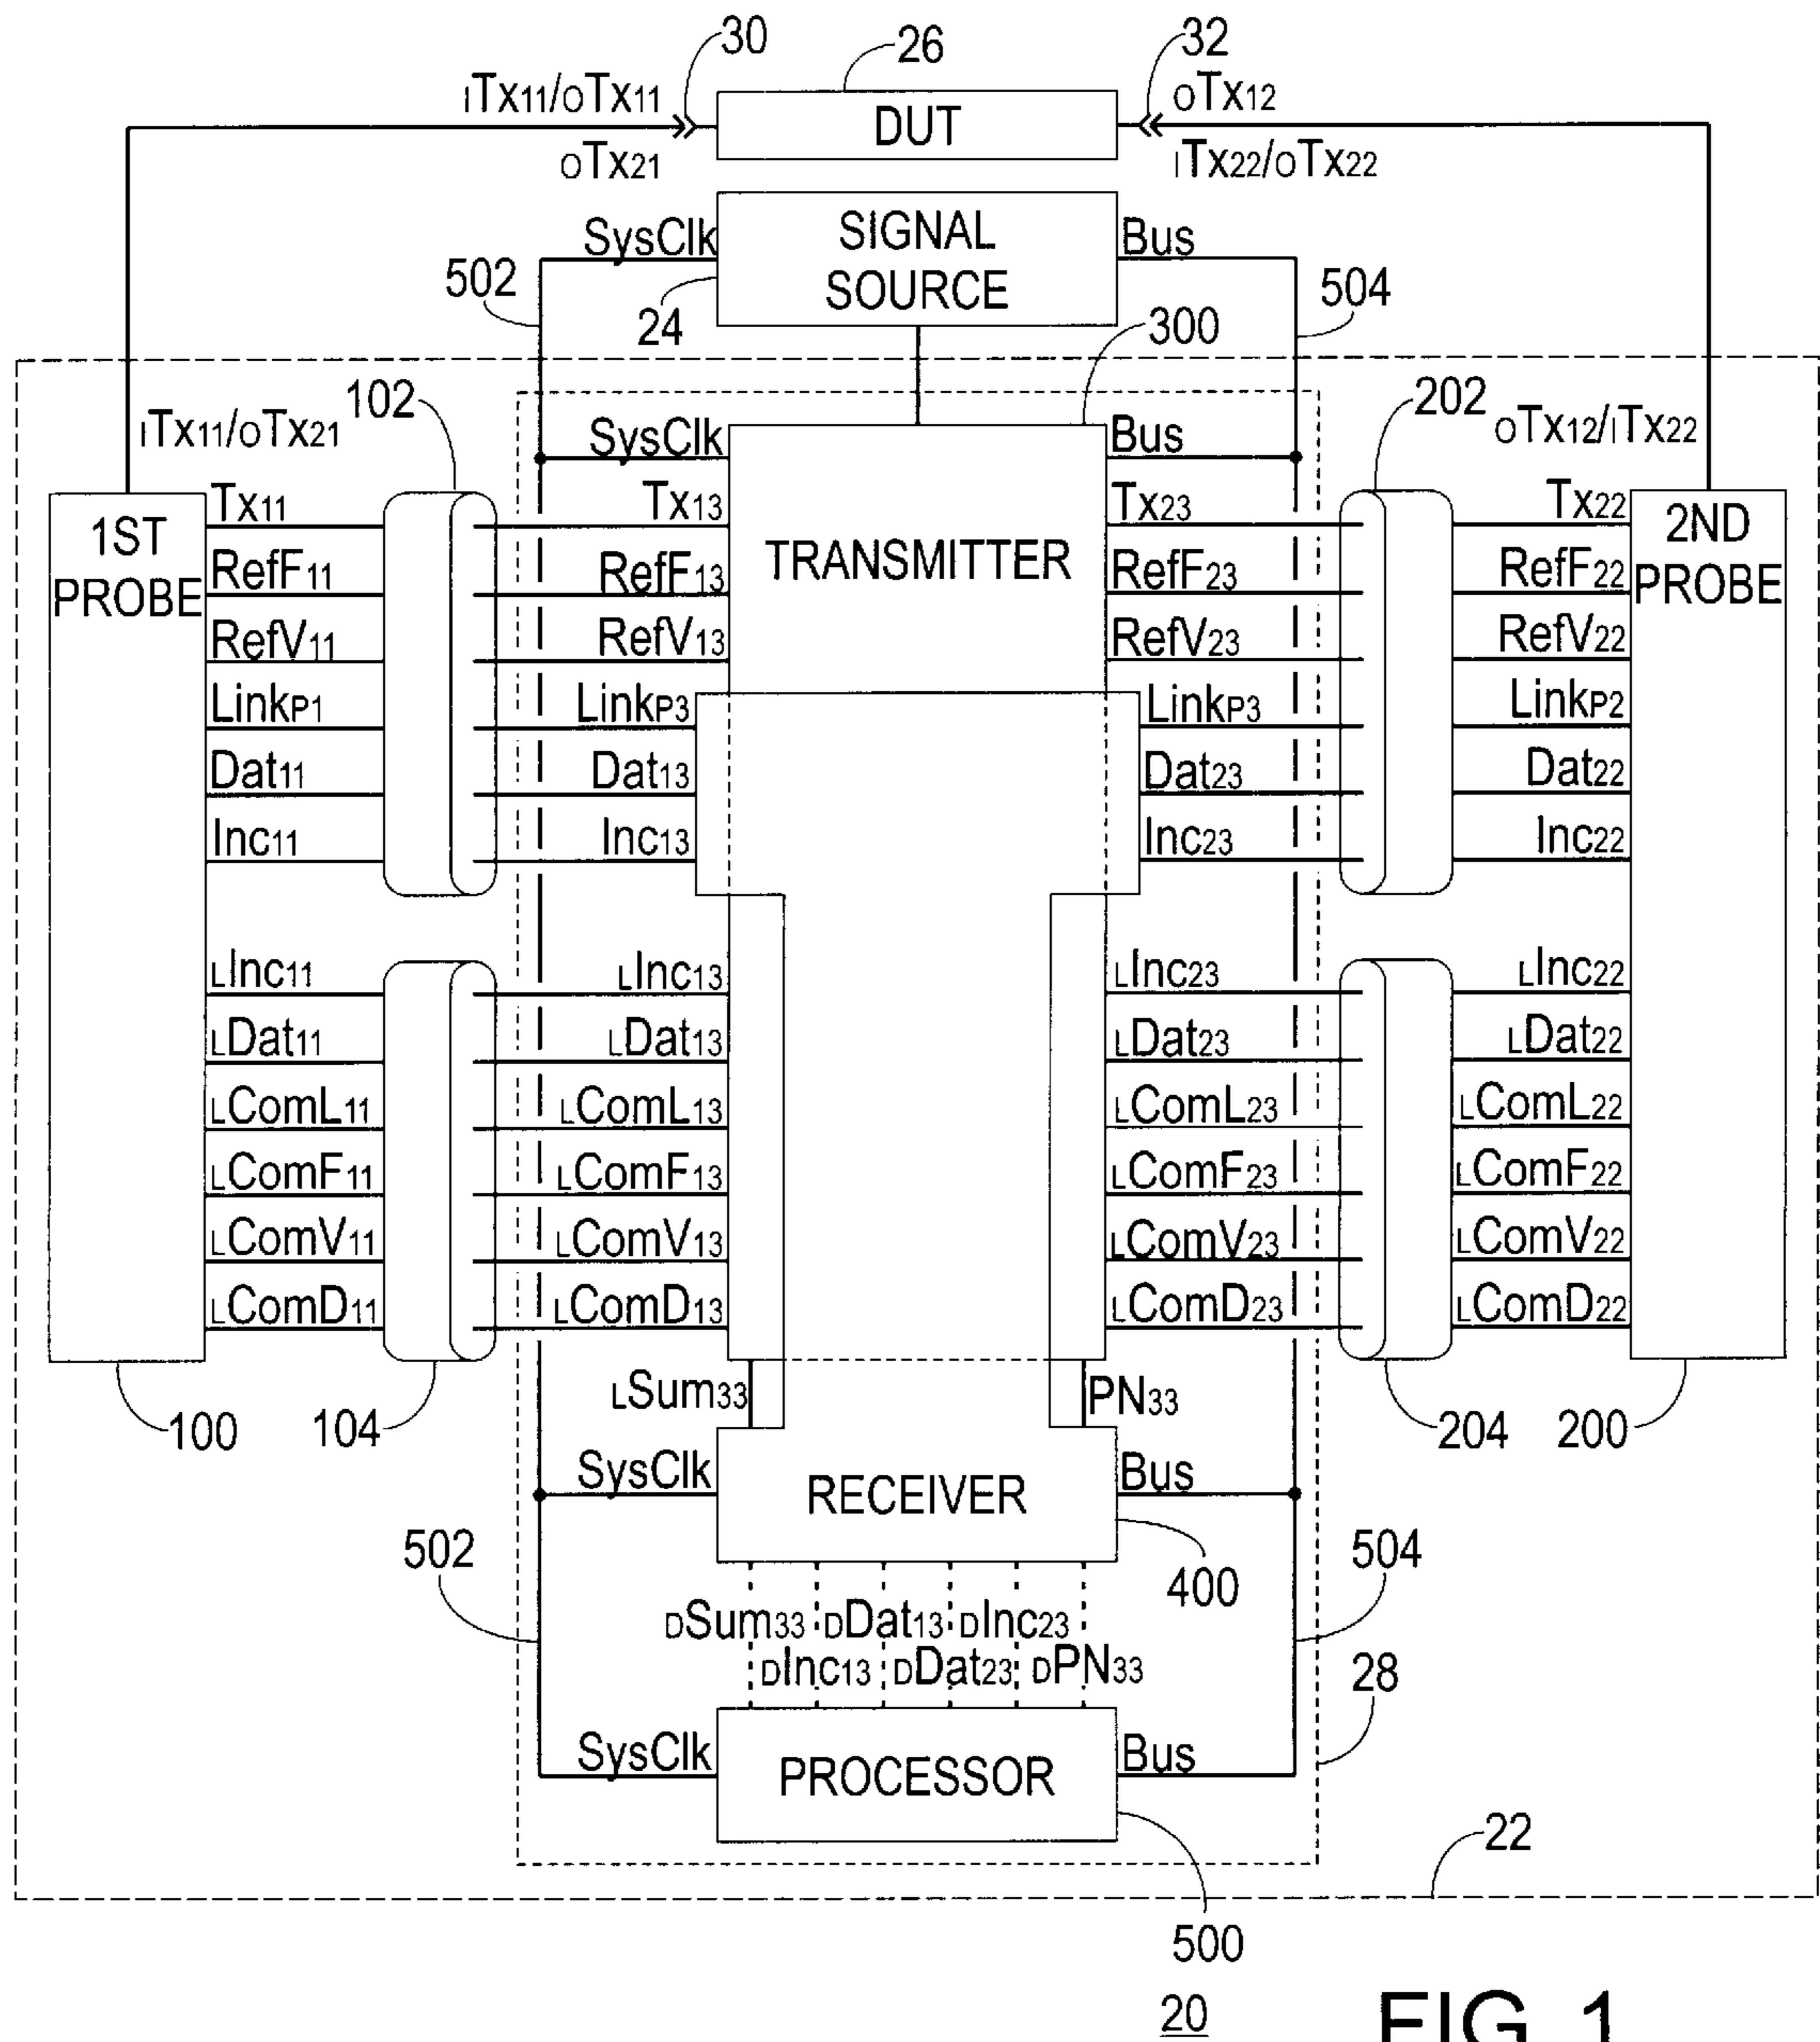 30 26 32
ıTx11/oTx11 DUT oTx12
oTx21 ıTx22/oTx22
SysClk SIGNAL SOURCE Bus
502 24 504
300
102 202
ıTx11/oTx21 SysClk Bus oTx12/ıTx22
1ST PROBE Tx11 Tx13 TRANSMITTER Tx23 Tx22 2ND PROBE
RefF11 RefF13 RefF23 RefF22
RefV11 RefV13 RefV23 RefV22
LinkP1 LinkP3 LinkP3 LinkP2
Dat11 Dat13 Dat23 Dat22
Inc11 Inc13 Inc23 Inc22
LInc11 LInc13 LInc23 LInc22
LDat11 LDat13 LDat23 LDat22
LComL11 LComL13 LComL23 LComL22
LComF11 LComF13 LComF23 LComF22
LComV11 LComV13 LComV23 LComV22
LComD11 LComD13 LComD23 LComD22
LSum33 PN33
100 104 204 200
SysClk RECEIVER Bus
502 400 504
DSum33 DDat13 DInc23
DInc13 DDat23 DPN33
28
SysClk PROCESSOR Bus
22
500
20
FIG. 1